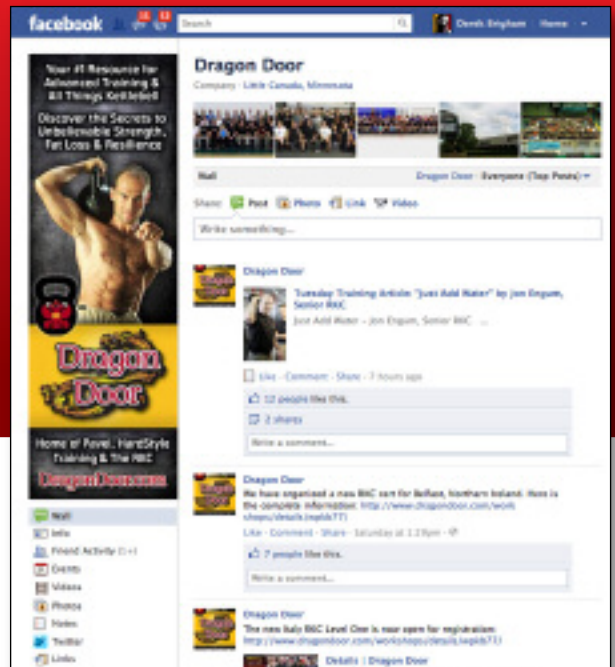 facebook
Search
Derek Brigham
Home
Your #1 Resource for
Advanced Training &
All Things Kettlebell
Discover the Secrets to
Unbelievable Strength,
Fat Loss & Resilience
Dragon
Door
Home of Pavel, HardStyle
Training & The RKC
DragonDoor.com
Wall
Info
Friend Activity
Events
Videos
Photos
Notes
Twitter
Links
Dragon Door
Company · Little Canada, Minnesota
Wall
Dragon Door · Everyone (Top Posts)
Share: Post Photo Link Video
Write something...
Dragon Door
Dragon Door
Tuesday Training Article: "Just Add Water" by Jon Engum,
Senior RKC
Just Add Water - Jon Engum, Senior RKC ...
Like · Comment · Share · 7 hours ago
12 people like this.
2 shares
Write a comment...
Dragon Door
Dragon Door
We have organized a new RKC cert for Belfast, Northern Ireland. Here is
the complete information: http://www.dragondoor.com/work
Like · Comment · Share · Saturday at
7 people like this.
Write a comment...
Dragon Door
Dragon Door
The new Italy RKC Level One is now open for registration:
Details | Dragon Door